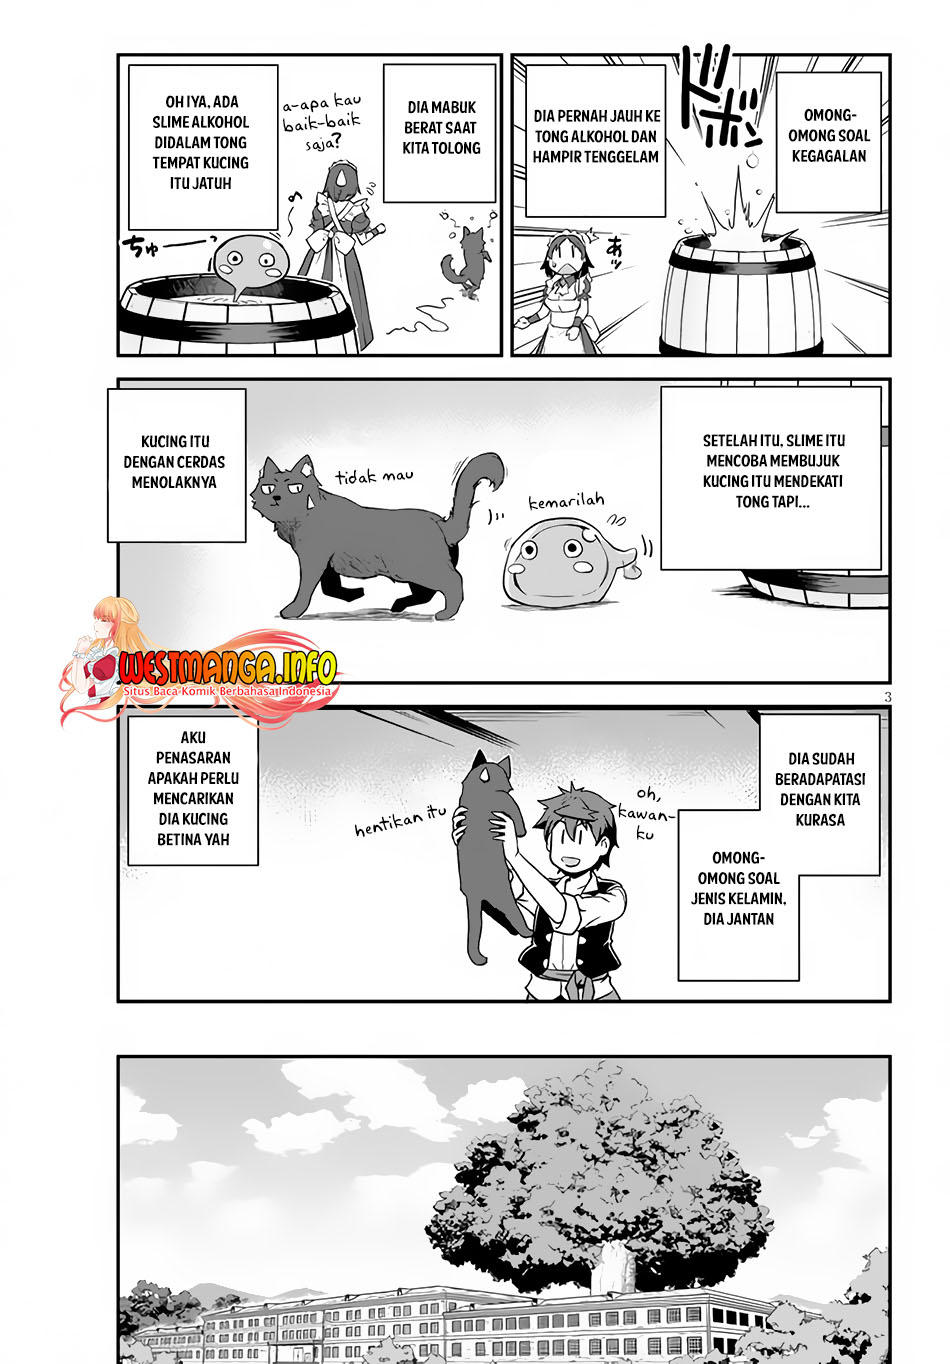 OMONG-
OMONG SOAL
KEGAGALAN
ドボン
DIA PERNAH JAUH KE
TONG ALKOHOL DAN
HAMPIR TENGGELAM
あッ
DIA MABUK
BERAT SAAT
KITA TOLONG
a-apa kau
baik-baik
saja?
OH IYA, ADA
SLIME ALKOHOL
DIDALAM TONG
TEMPAT KUCING
ITU JATUH
ちゅーっ
SETELAH ITU, SLIME ITU
MENCOBA MEMBUJUK
KUCING ITU MENDEKATI
TONG TAPI...
kemarilah
tidak mau
KUCING ITU
DENGAN CERDAS
MENOLAKNYA
WESTMANGA.INFO
Situs Baca Komik Berbahasa Indonesia
3
DIA SUDAH
BERADAPATASI
DENGAN KITA
KURASA
OMONG-
OMONG SOAL
JENIS KELAMIN,
DIA JANTAN
oh,
kawan-
ku
hentikan itu
AKU
PENASARAN
APAKAH PERLU
MENCARIKAN
DIA KUCING
BETINA YAH